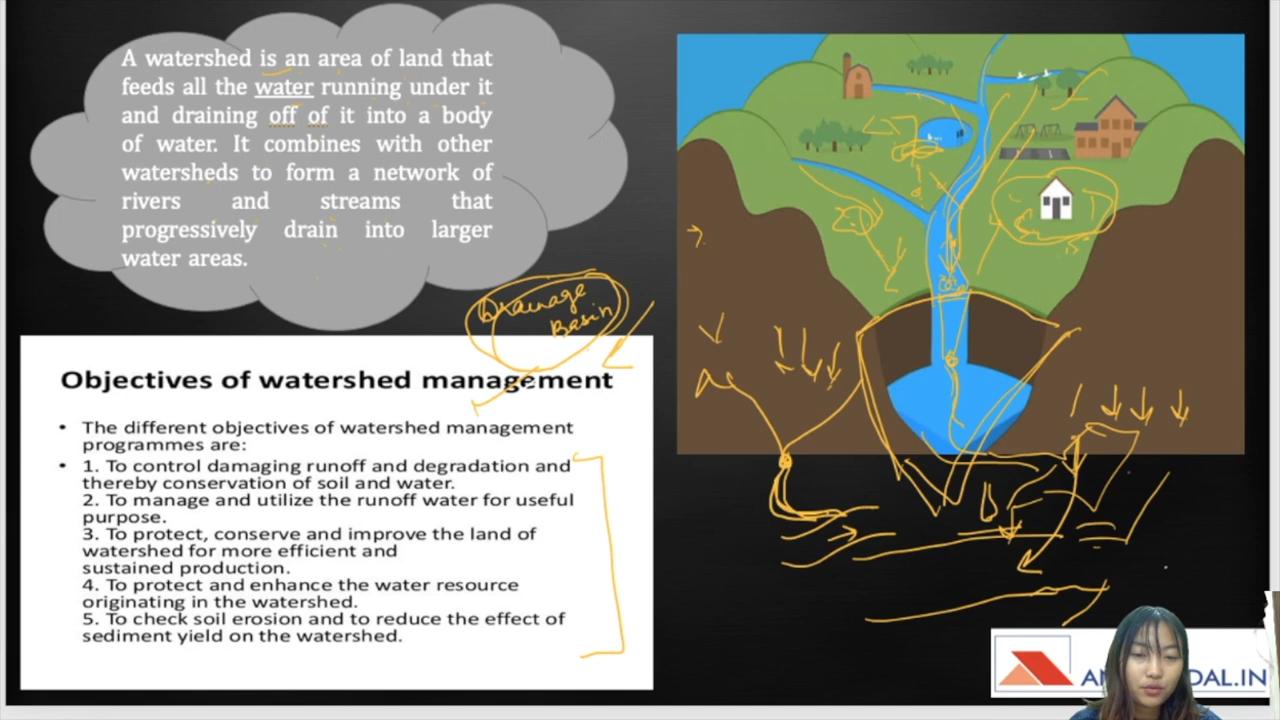 A watershed is an area of land that
feeds all the water running under it
and draining off of it into a body
of water. It combines with other
watersheds to form a network of
rivers and streams that
progressively drain into larger
water areas.
Drainage
Basin
Objectives of watershed management
• The different objectives of watershed management
programmes are:
• 1. To control damaging runoff and degradation and
thereby conservation of soil and water.
2. To manage and utilize the runoff water for useful
purpose.
3. To protect, conserve and improve the land of
watershed for more efficient and
sustained production.
4. To protect and enhance the water resource
originating in the watershed.
5. To check soil erosion and to reduce the effect of
sediment yield on the watershed.